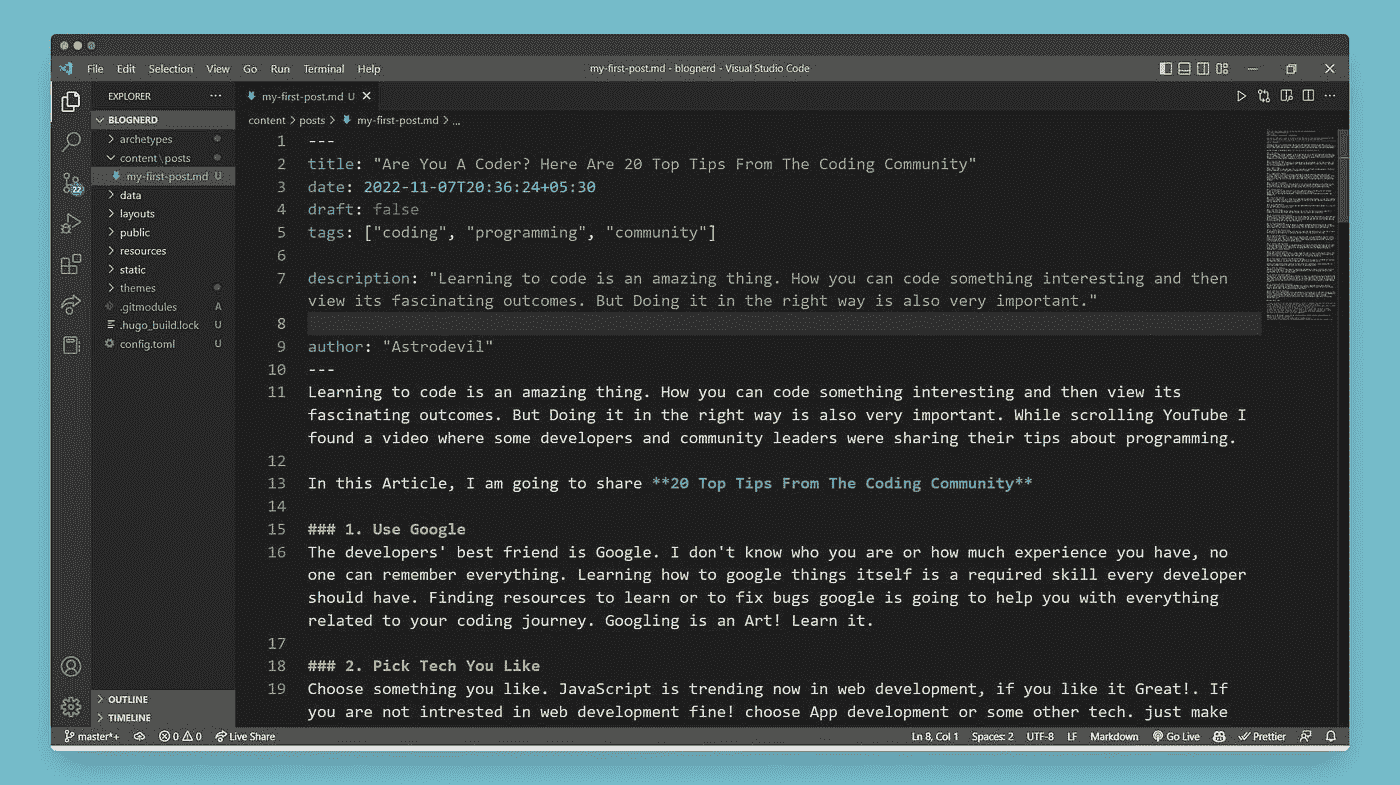 File Edit Selection View Go Run Terminal Help
my-first-post.md - blognerd - Visual Studio Code
EXPLORER
BLOGNERD
archetypes
content \ posts
my-first-post.md U
data
layouts
public
resources
static
themes
.gitmodules A
.hugo_build.lock U
config.toml U
OUTLINE
TIMELINE
22
my-first-post.md U
content > posts > my-first-post.md > ...
1 ---
2 title: "Are You A Coder? Here Are 20 Top Tips From The Coding Community"
3 date: 2022-11-07T20:36:24+05:30
4 draft: false
5 tags: ["coding", "programming", "community"]
6
7 description: "Learning to code is an amazing thing. How you can code something interesting and then
view its fascinating outcomes. But Doing it in the right way is also very important."
8
9 author: "Astrodevil"
10 ---
11 Learning to code is an amazing thing. How you can code something interesting and then view its
fascinating outcomes. But Doing it in the right way is also very important. While scrolling YouTube I
found a video where some developers and community leaders were sharing their tips about programming.
12
13 In this Article, I am going to share **20 Top Tips From The Coding Community**
14
15 ### 1. Use Google
16 The developers' best friend is Google. I don't know who you are or how much experience you have, no
one can remember everything. Learning how to google things itself is a required skill every developer
should have. Finding resources to learn or to fix bugs google is going to help you with everything
related to your coding journey. Googling is an Art! Learn it.
17
18 ### 2. Pick Tech You Like
19 Choose something you like. JavaScript is trending now in web development, if you like it Great!. If
you are not intrested in web development fine! choose App development or some other tech. just make
master*+ 0 0 Live Share Ln 8, Col 1 Spaces: 2 UTF-8 LF Markdown Go Live Prettier